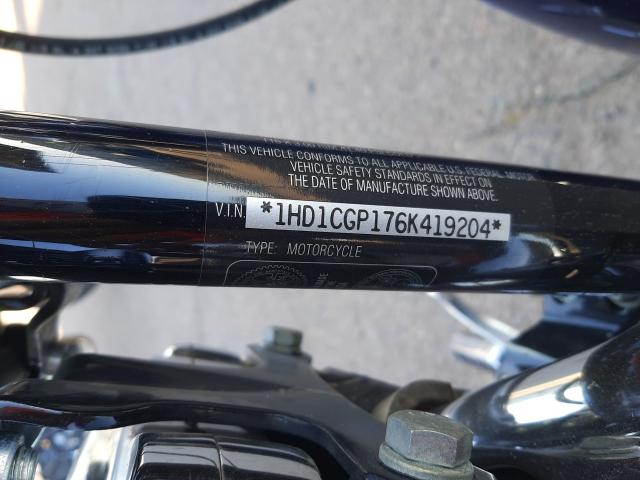 THIS VEHICLE CONFORMS TO ALL APPLICABLE U.S. FEDERAL MOTOR
VEHICLE SAFETY STANDARDS IN EFFECT ON
THE DATE OF MANUFACTURE SHOWN ABOVE.
V.I.N. *1HD1CGP176K419204*
TYPE: MOTORCYCLE